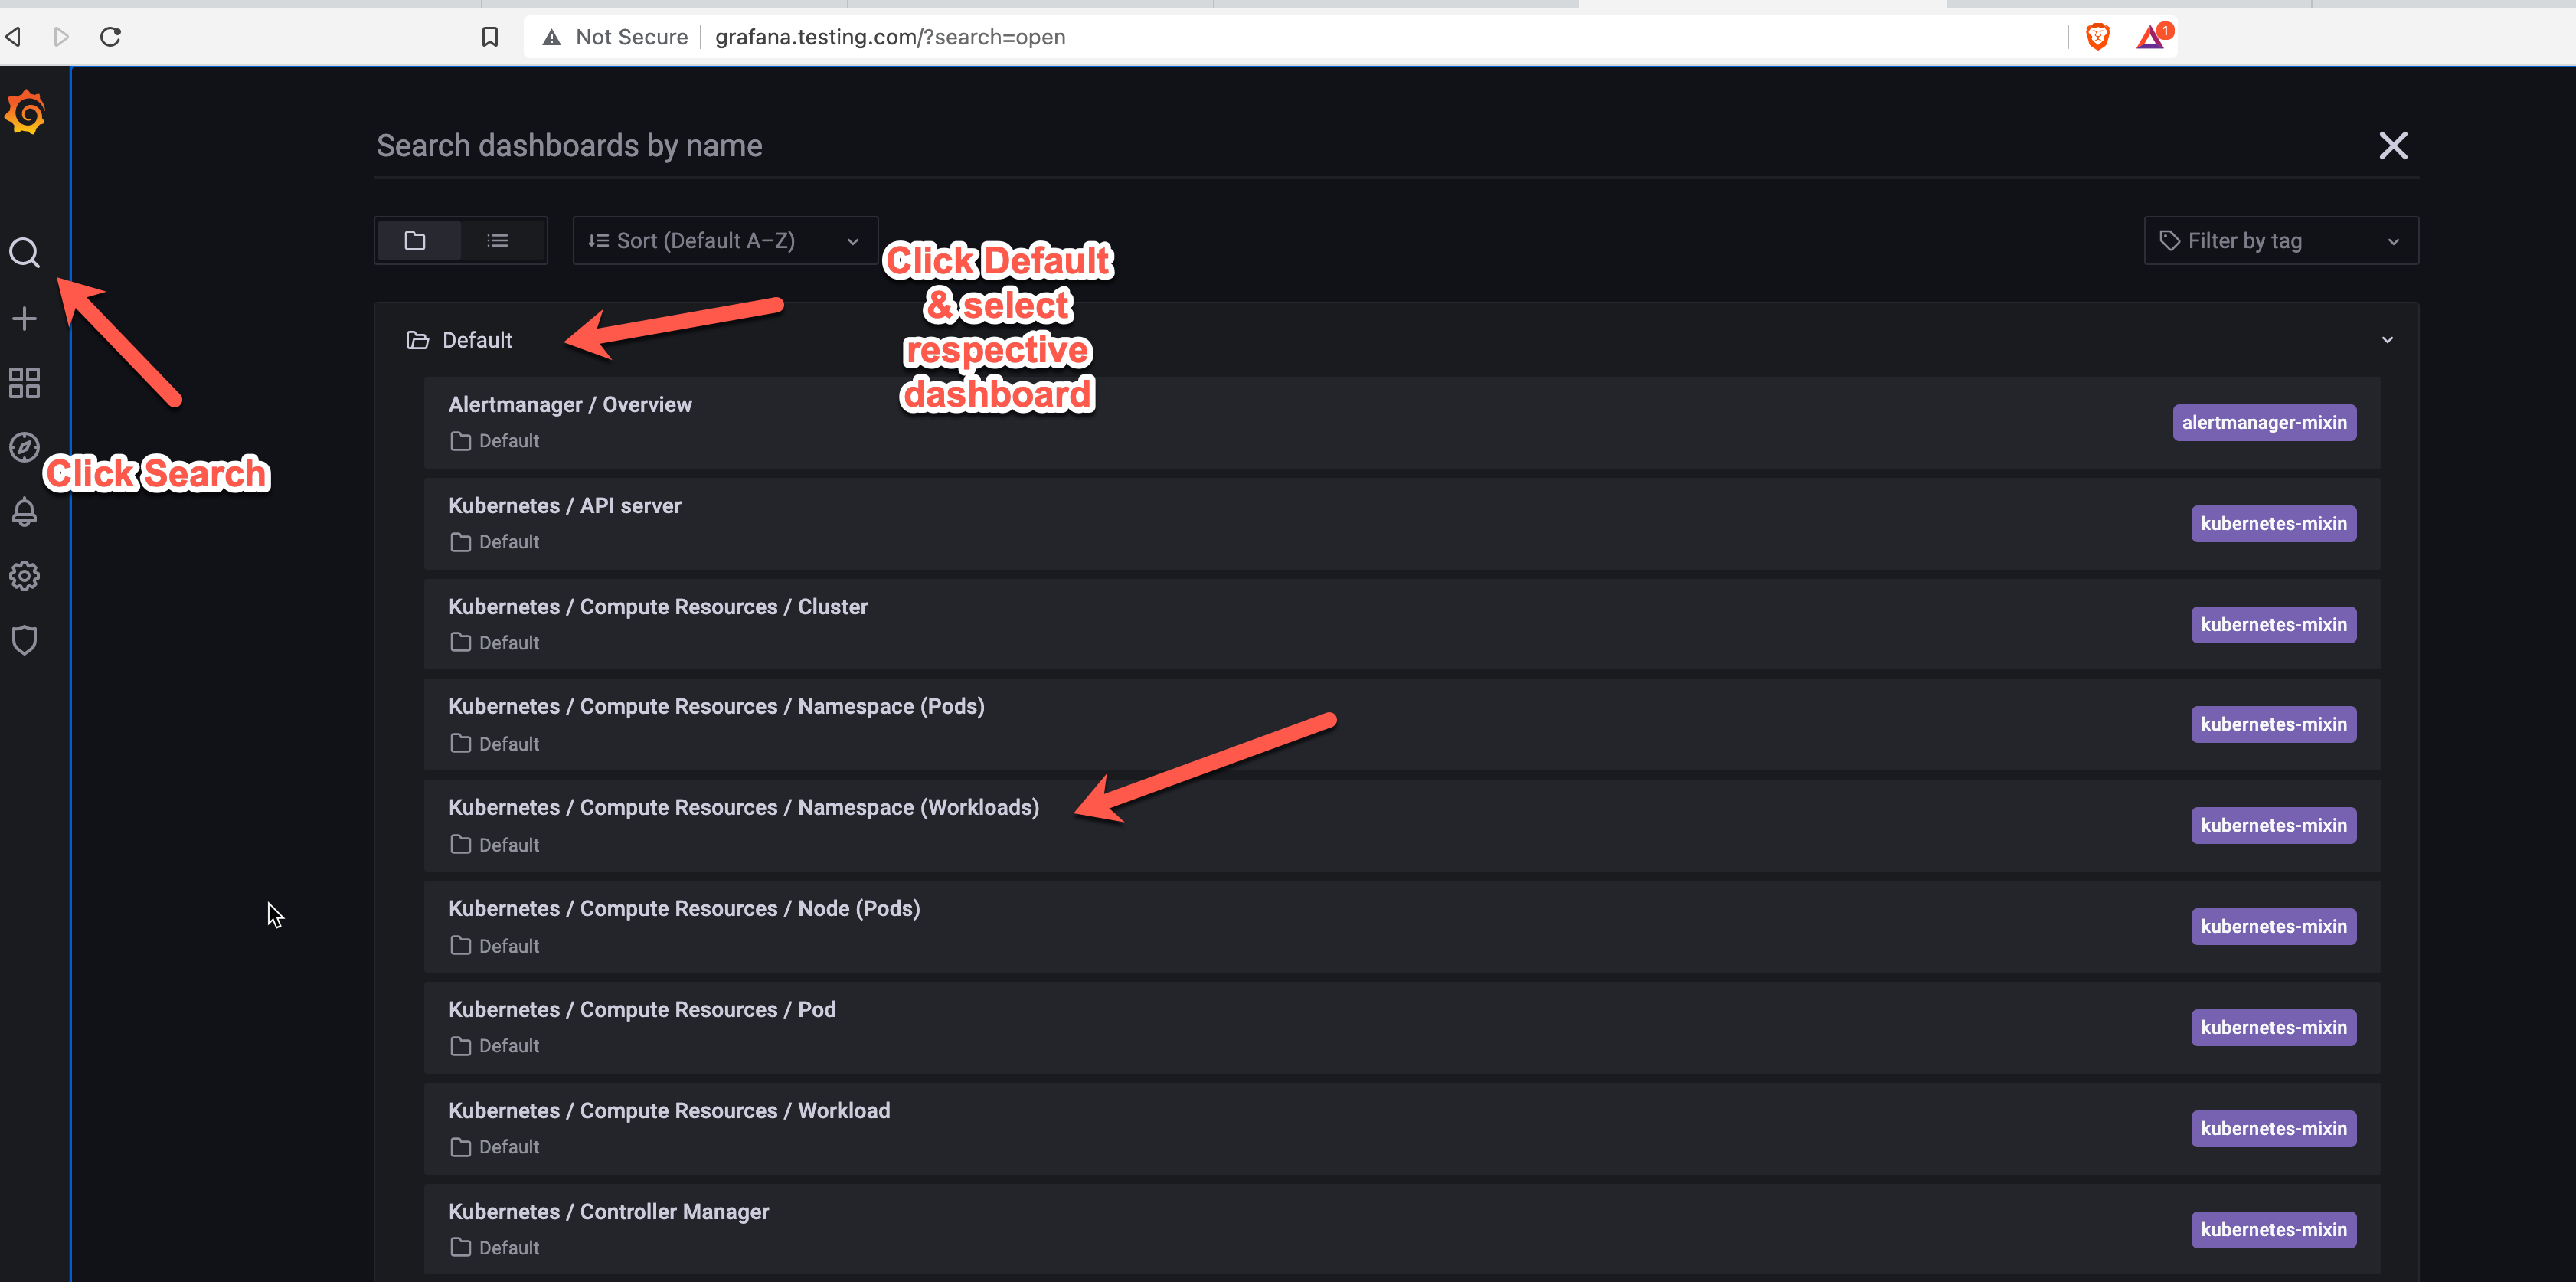 Not Secure
grafana.testing.com/?search=open
1
Search dashboards by name
Sort (Default A–Z)
Filter by tag
Click Default
& select
respective
dashboard
Click Search
Default
Alertmanager / Overview
Default
alertmanager-mixin
Kubernetes / API server
Default
kubernetes-mixin
Kubernetes / Compute Resources / Cluster
Default
kubernetes-mixin
Kubernetes / Compute Resources / Namespace (Pods)
Default
kubernetes-mixin
Kubernetes / Compute Resources / Namespace (Workloads)
Default
kubernetes-mixin
Kubernetes / Compute Resources / Node (Pods)
Default
kubernetes-mixin
Kubernetes / Compute Resources / Pod
Default
kubernetes-mixin
Kubernetes / Compute Resources / Workload
Default
kubernetes-mixin
Kubernetes / Controller Manager
Default
kubernetes-mixin